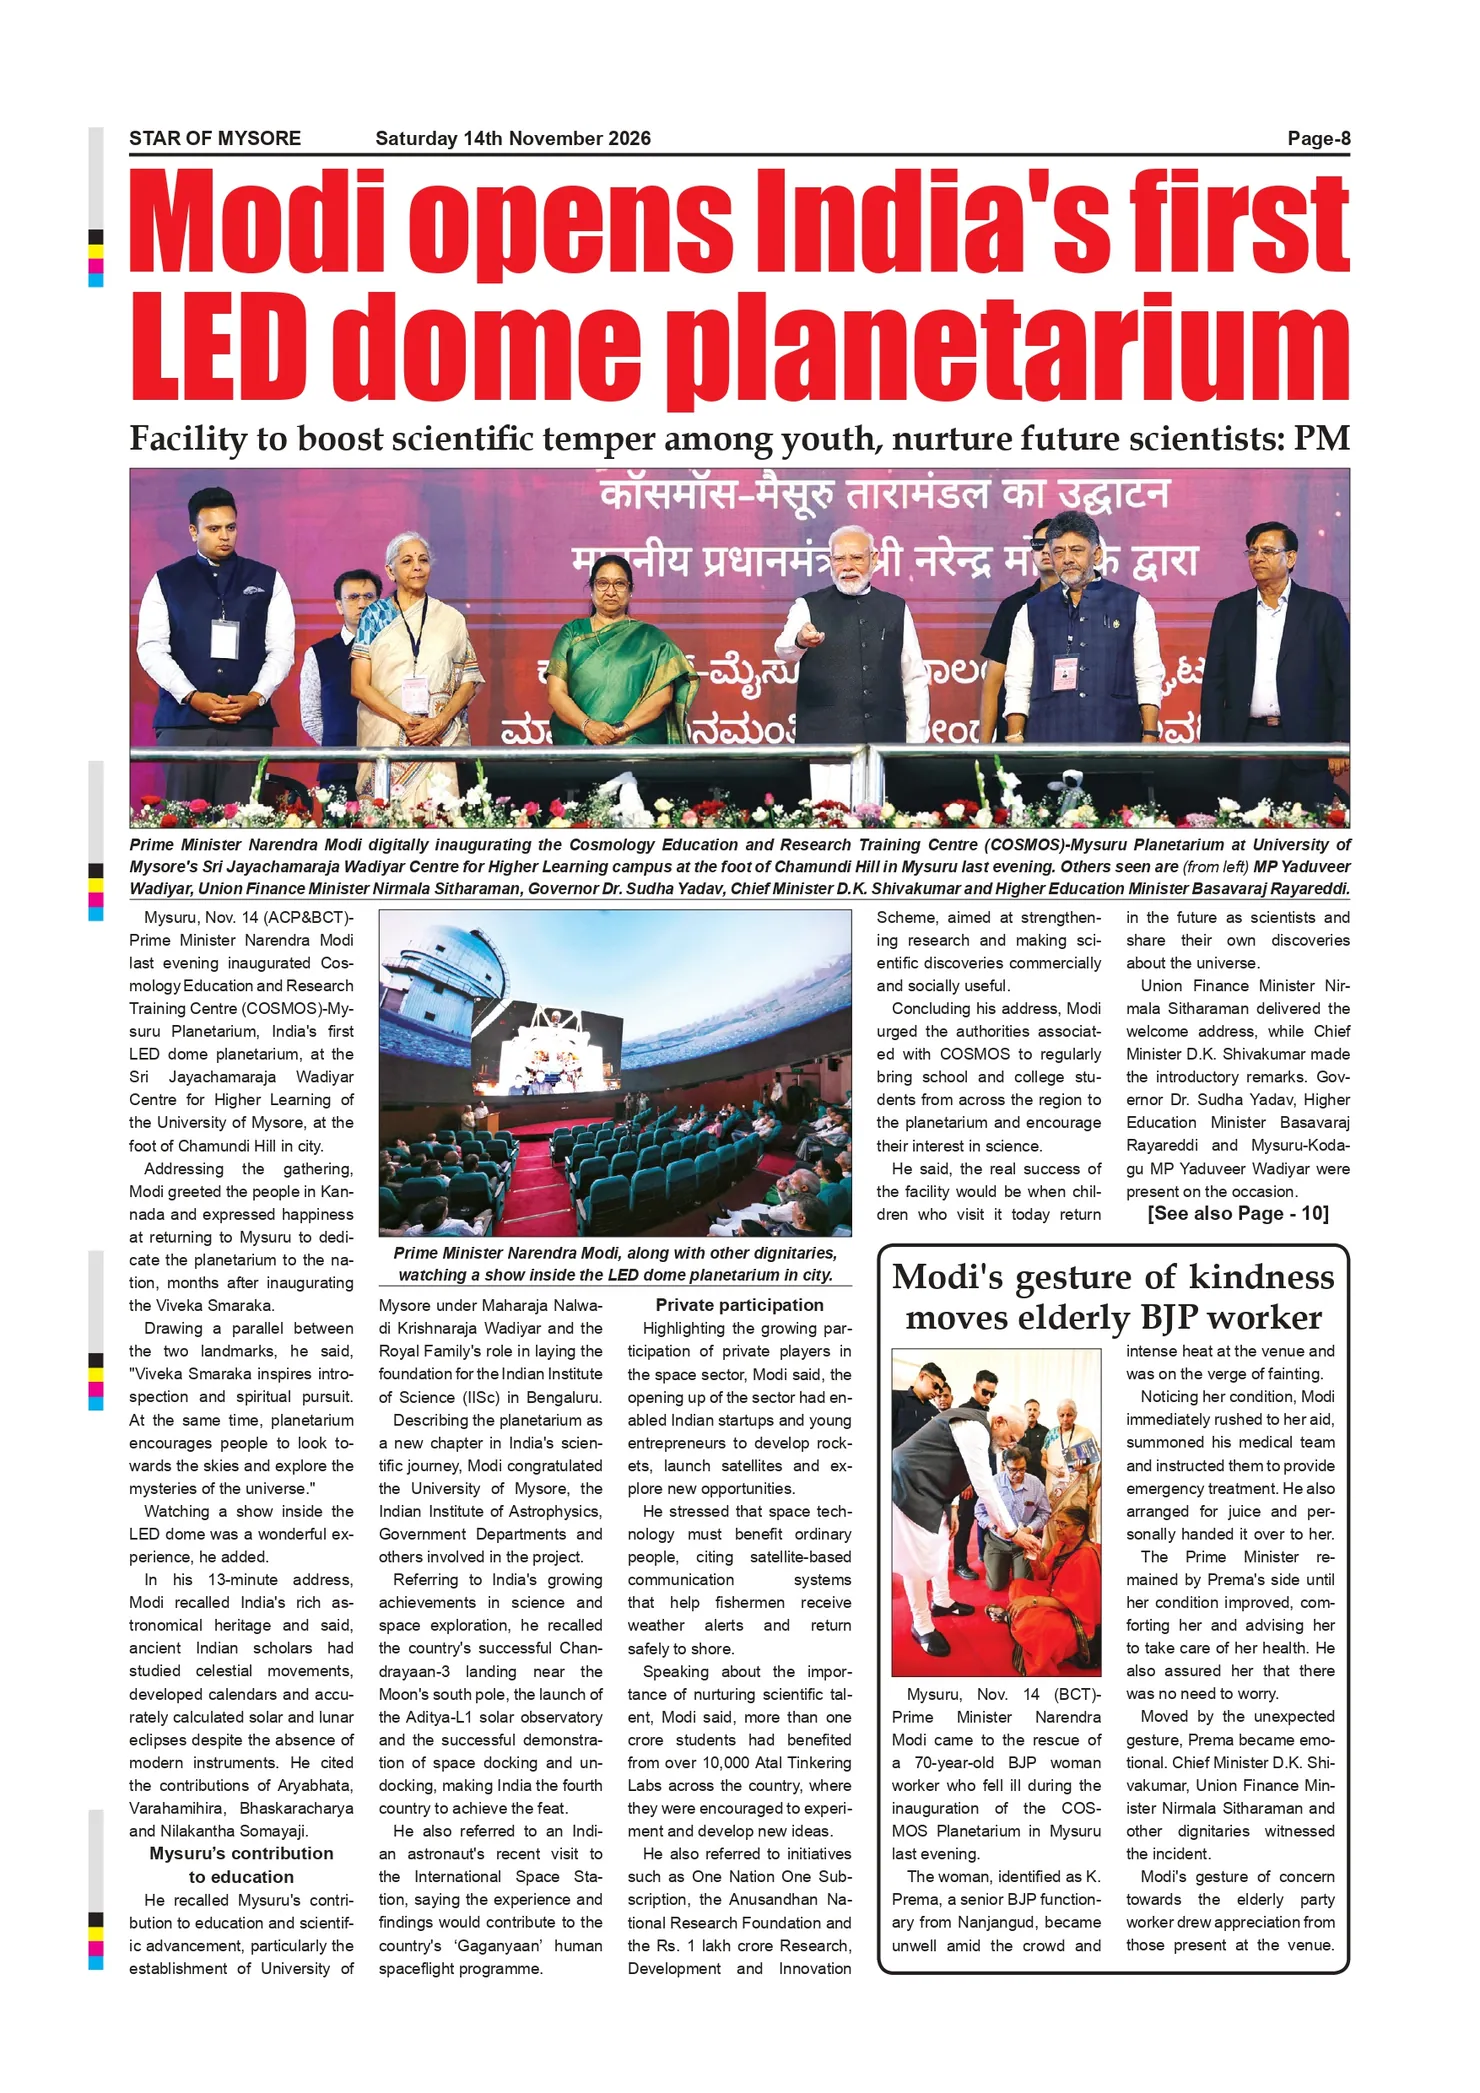 STAR OF MYSORE
Saturday 14th November 2026
Page-8
Modi opens India's first
LED dome planetarium
Facility to boost scientific temper among youth, nurture future scientists: PM
कॉसमॉस-मैसूरु तारामंडल का उद्घाटन
प्रधानमंत्री श्री नरेन्द्र द्वारा
Prime Minister Narendra Modi digitally inaugurating the Cosmology Education and Research Training Centre (COSMOS)-Mysuru Planetarium at University of
Mysore's Sri Jayachamaraja Wadiyar Centre for Higher Learning campus at the foot of Chamundi Hill in Mysuru last evening. Others seen are (from left) MP Yaduveer
Wadiyar, Union Finance Minister Nirmala Sitharaman, Governor Dr. Sudha Yadav, Chief Minister D.K. Shivakumar and Higher Education Minister Basavaraj Rayareddi.
Mysuru, Nov. 14 (ACP&BCT)-
Prime Minister Narendra Modi
last evening inaugurated Cos-
mology Education and Research
Training Centre (COSMOS)-My-
suru Planetarium, India's first
LED dome planetarium, at the
Sri Jayachamaraja Wadiyar
Centre for Higher Learning of
the University of Mysore, at the
foot of Chamundi Hill in city.
Addressing the gathering,
Modi greeted the people in Kan-
nada and expressed happiness
at returning to Mysuru to dedi-
cate the planetarium to the na-
tion, months after inaugurating
the Viveka Smaraka.
Drawing a parallel between
the two landmarks, he said,
"Viveka Smaraka inspires intro-
spection and spiritual pursuit.
At the same time, planetarium
encourages people to look to-
wards the skies and explore the
mysteries of the universe."
Watching a show inside the
LED dome was a wonderful ex-
perience, he added.
In his 13-minute address,
Modi recalled India's rich as-
tronomical heritage and said,
ancient Indian scholars had
studied celestial movements,
developed calendars and accu-
rately calculated solar and lunar
eclipses despite the absence of
modern instruments. He cited
the contributions of Aryabhata,
Varahamihira, Bhaskaracharya
and Nilakantha Somayaji.
Mysuru's contribution
to education
He recalled Mysuru's contri-
bution to education and scientif-
ic advancement, particularly the
establishment of University of
Prime Minister Narendra Modi, along with other dignitaries,
watching a show inside the LED dome planetarium in city.
Mysore under Maharaja Nalwa-
di Krishnaraja Wadiyar and the
Royal Family's role in laying the
foundation for the Indian Institute
of Science (IISc) in Bengaluru.
Describing the planetarium as
a new chapter in India's scien-
tific journey, Modi congratulated
the University of Mysore, the
Indian Institute of Astrophysics,
Government Departments and
others involved in the project.
Referring to India's growing
achievements in science and
space exploration, he recalled
the country's successful Chan-
drayaan-3 landing near the
Moon's south pole, the launch of
the Aditya-L1 solar observatory
and the successful demonstra-
tion of space docking and un-
docking, making India the fourth
country to achieve the feat.
He also referred to an Indi-
an astronaut's recent visit to
the International Space Sta-
tion, saying the experience and
findings would contribute to the
country's 'Gaganyaan' human
spaceflight programme.
Private participation
Highlighting the growing par-
ticipation of private players in
the space sector, Modi said, the
opening up of the sector had en-
abled Indian startups and young
entrepreneurs to develop rock-
ets, launch satellites and ex-
plore new opportunities.
He stressed that space tech-
nology must benefit ordinary
people, citing satellite-based
communication systems
that help fishermen receive
weather alerts and return
safely to shore.
Speaking about the impor-
tance of nurturing scientific tal-
ent, Modi said, more than one
crore students had benefited
from over 10,000 Atal Tinkering
Labs across the country, where
they were encouraged to experi-
ment and develop new ideas.
He also referred to initiatives
such as One Nation One Sub-
scription, the Anusandhan Na-
tional Research Foundation and
the Rs. 1 lakh crore Research,
Development and Innovation
Scheme, aimed at strengthen-
ing research and making sci-
entific discoveries commercially
and socially useful.
Concluding his address, Modi
urged the authorities associat-
ed with COSMOS to regularly
bring school and college stu-
dents from across the region to
the planetarium and encourage
their interest in science.
He said, the real success of
the facility would be when chil-
dren who visit it today return
in the future as scientists and
share their own discoveries
about the universe.
Union Finance Minister Nir-
mala Sitharaman delivered the
welcome address, while Chief
Minister D.K. Shivakumar made
the introductory remarks. Gov-
ernor Dr. Sudha Yadav, Higher
Education Minister Basavaraj
Rayareddi and Mysuru-Koda-
gu MP Yaduveer Wadiyar were
present on the occasion.
[See also Page - 10]
Modi's gesture of kindness
moves elderly BJP worker
Mysuru, Nov. 14 (BCT)-
Prime Minister Narendra
Modi came to the rescue of
a 70-year-old BJP woman
worker who fell ill during the
inauguration of the COS-
MOS Planetarium in Mysuru
last evening.
The woman, identified as K.
Prema, a senior BJP function-
ary from Nanjangud, became
unwell amid the crowd and
intense heat at the venue and
was on the verge of fainting.
Noticing her condition, Modi
immediately rushed to her aid,
summoned his medical team
and instructed them to provide
emergency treatment. He also
arranged for juice and per-
sonally handed it over to her.
The Prime Minister re-
mained by Prema's side until
her condition improved, com-
forting her and advising her
to take care of her health. He
also assured her that there
was no need to worry.
Moved by the unexpected
gesture, Prema became emo-
tional. Chief Minister D.K. Shi-
vakumar, Union Finance Min-
ister Nirmala Sitharaman and
other dignitaries witnessed
the incident.
Modi's gesture of concern
towards the elderly party
worker drew appreciation from
those present at the venue.